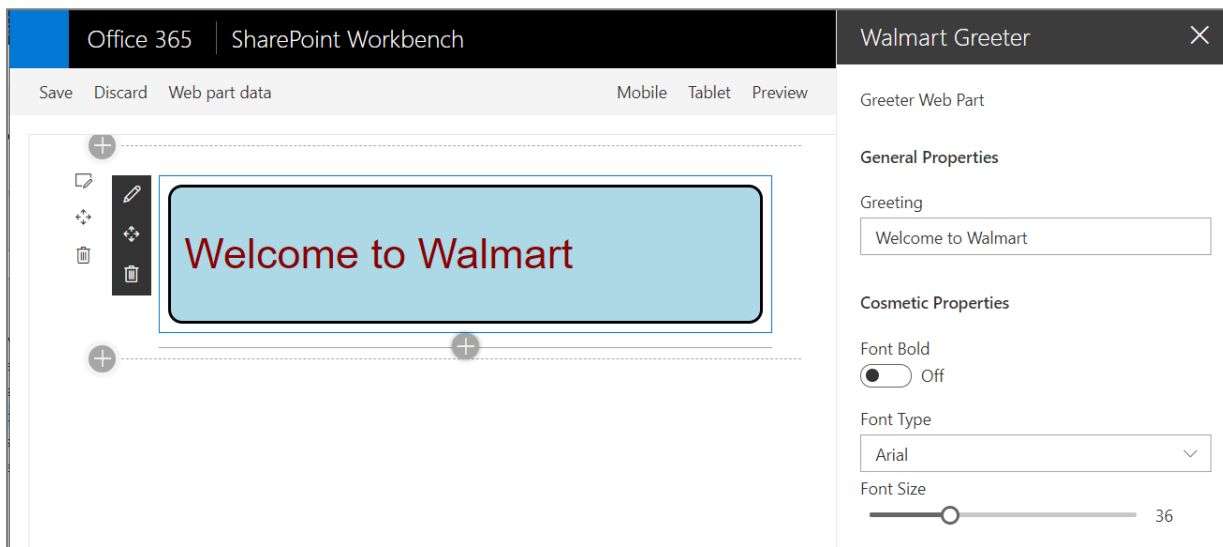 Office 365 SharePoint Workbench
Save Discard Web part data Mobile Tablet Preview
Welcome to Walmart
Walmart Greeter
Greeter Web Part
General Properties
Greeting
Welcome to Walmart
Cosmetic Properties
Font Bold
Off
Font Type
Arial
Font Size
36